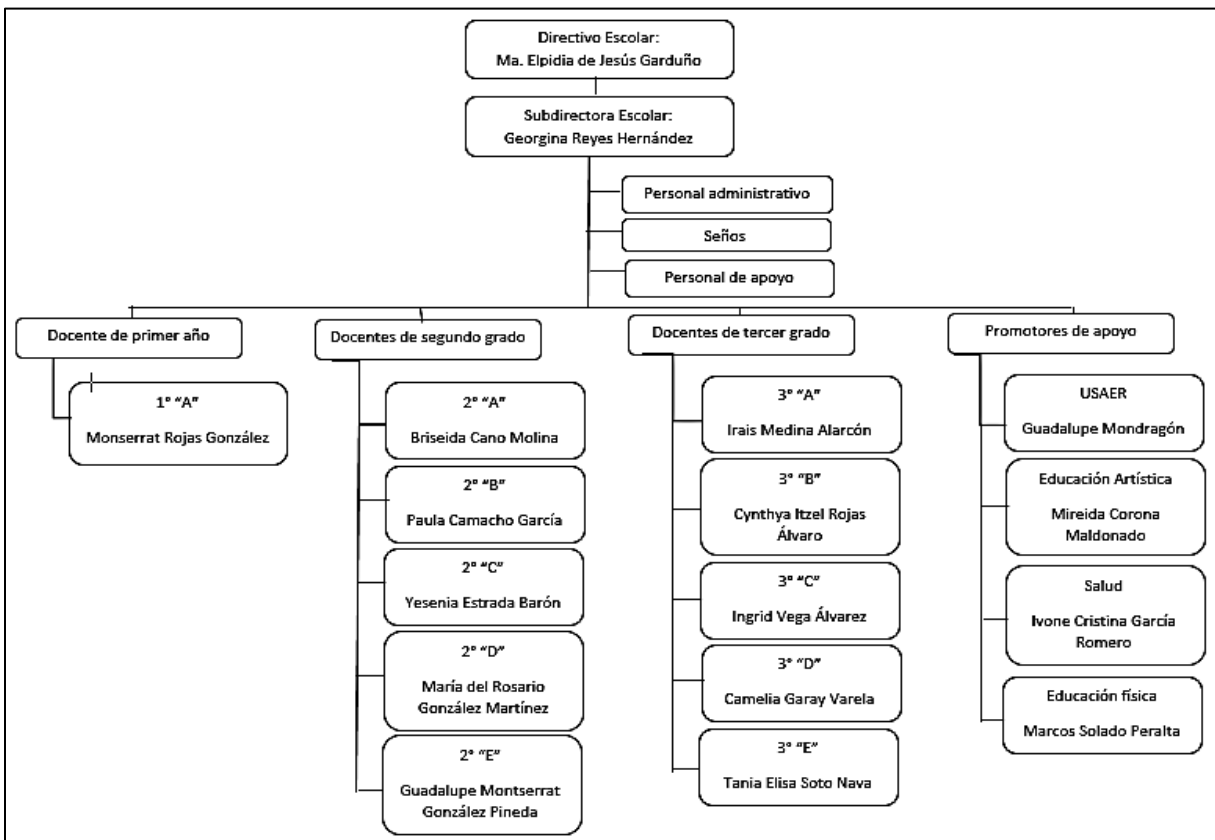 Directivo Escolar:
Ma. Elpidia de Jesús Garduño
Subdirectora Escolar:
Georgina Reyes Hernández
Personal administrativo
Seños
Personal de apoyo
Docente de primer año
1° “A”
Monserrat Rojas González
Docentes de segundo grado
2° “A”
Briseida Cano Molina
2° “B”
Paula Camacho García
2° “C”
Yesenia Estrada Barón
2° “D”
María del Rosario
González Martínez
2° “E”
Guadalupe Montserrat
González Pineda
Docentes de tercer grado
3° “A”
Irais Medina Alarcón
3° “B”
Cynthya Itzel Rojas
Álvaro
3° “C”
Ingrid Vega Álvarez
3° “D”
Camelia Garay Varela
3° “E”
Tania Elisa Soto Nava
Promotores de apoyo
USAER
Guadalupe Mondragón
Educación Artística
Mireida Corona
Maldonado
Salud
Ivone Cristina García
Romero
Educación física
Marcos Solado Peralta